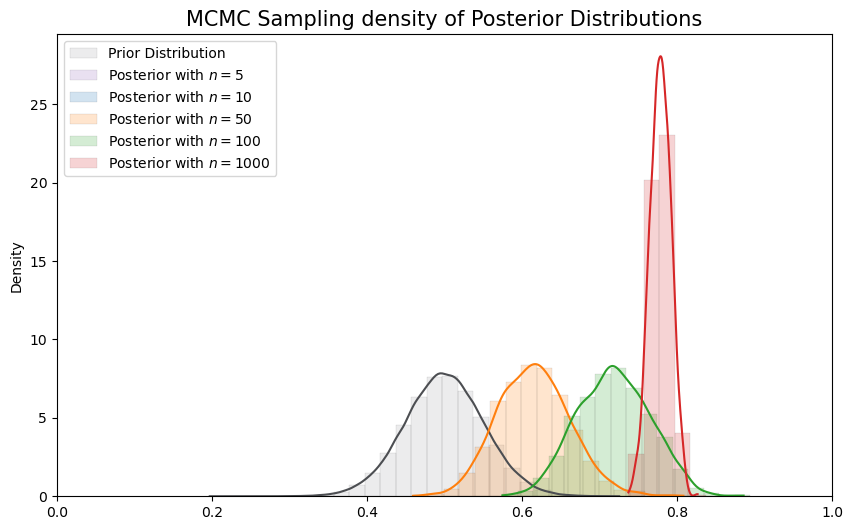 MCMC Sampling density of Posterior Distributions
Prior Distribution
Posterior with n = 5
Posterior with n = 10
Posterior with n = 50
Posterior with n = 100
Posterior with n = 1000
Density
25
20
15
10
5
0
0.0 0.2 0.4 0.6 0.8 1.0